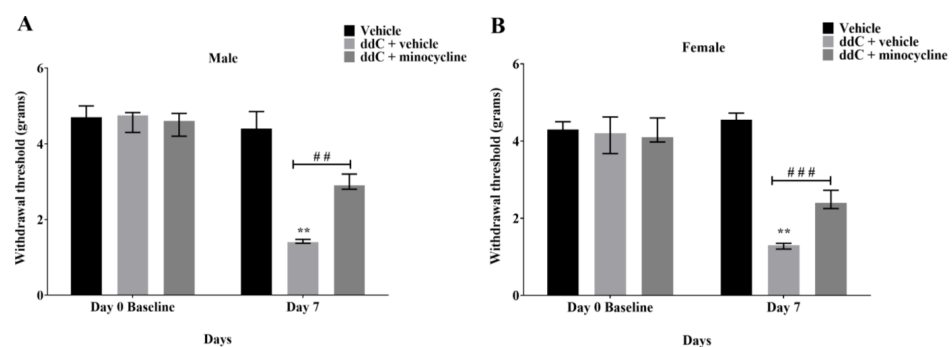 A
Vehicle
ddC + vehicle
ddC + minocycline
Male
Withdrawal threshold (grams)
6
4
2
0
# #
**
Day 0 Baseline
Day 7
Days
B
Vehicle
ddC + vehicle
ddC + minocycline
Female
Withdrawal threshold (grams)
6
4
2
0
# # #
**
Day 0 Baseline
Day 7
Days